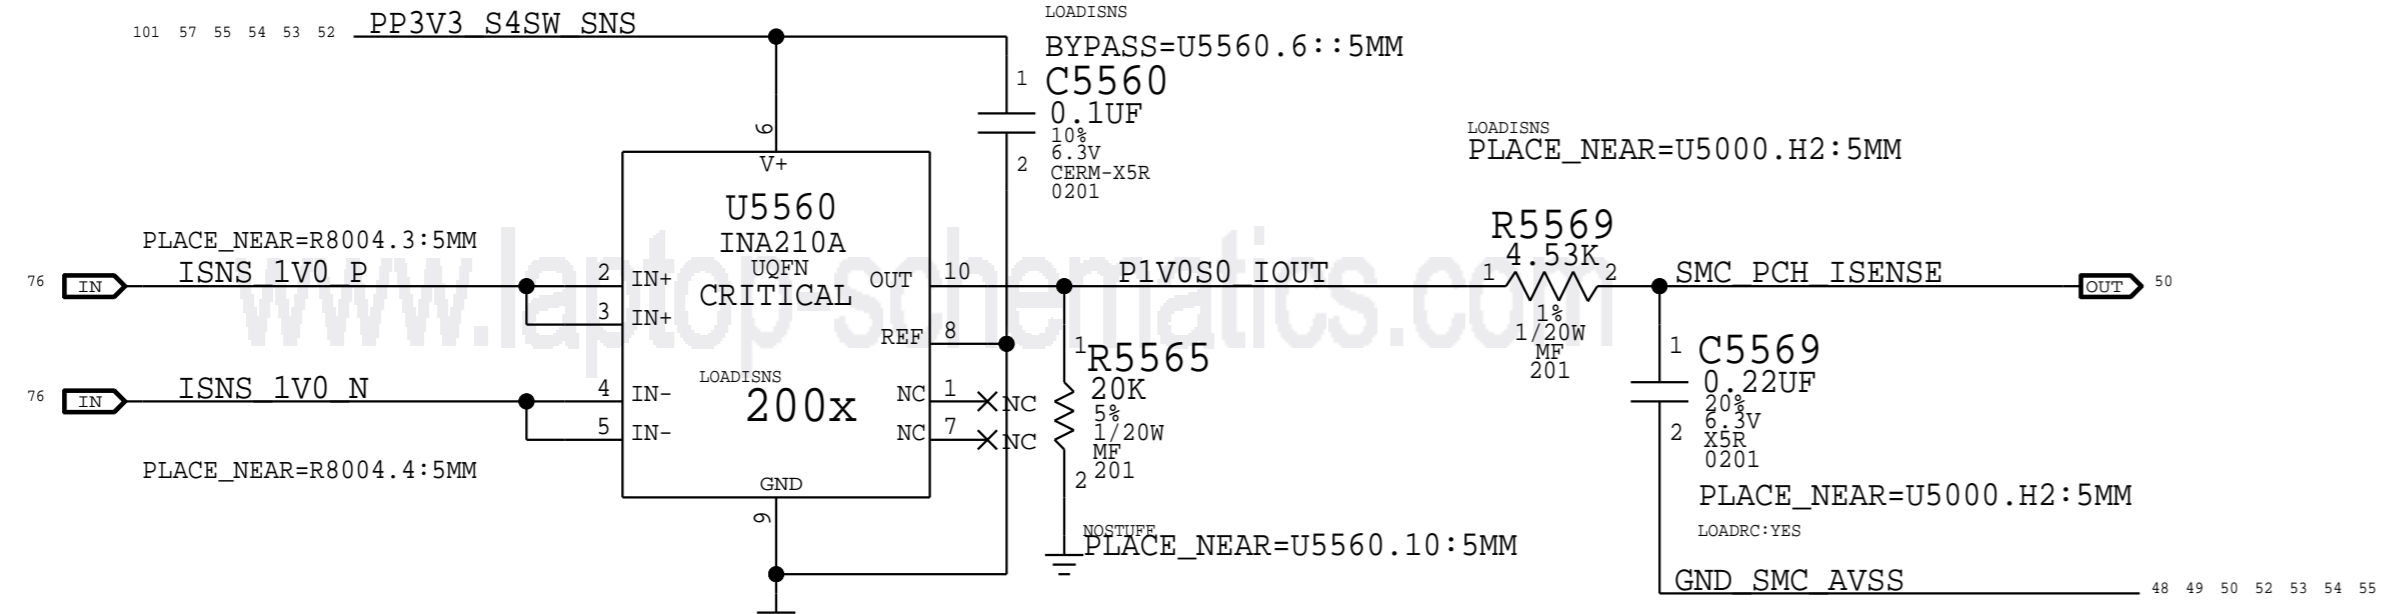 LOADISNS
101 57 55 54 53 52 PP3V3_S4SW_SNS
BYPASS=U5560.6::5MM
1 C5560
0.1UF
10%
6.3V
2 CERM-X5R
0201
6
V+
LOADISNS
PLACE_NEAR=U5000.H2:5MM
U5560
INA210A
UQFN
CRITICAL
PLACE_NEAR=R8004.3:5MM
76 IN ISNS_1V0_P 2 IN+
3 IN+
OUT 10 P1V0S0_IOUT
REF 8
R5569
4.53K
1 2
1%
1/20W
MF
201
SMC_PCH_ISENSE OUT 50
www.laptop-schematics.com
LOADISNS
200x
76 IN ISNS_1V0_N 4 IN-
5 IN-
PLACE_NEAR=R8004.4:5MM
NC 1 NC
NC 7 NC
1 R5565
20K
5%
1/20W
MF
2 201
1 C5569
0.22UF
20%
6.3V
2 X5R
0201
PLACE_NEAR=U5000.H2:5MM
LOADRC:YES
GND
9
NOSTUFF
PLACE_NEAR=U5560.10:5MM
GND_SMC_AVSS 48 49 50 52 53 54 55